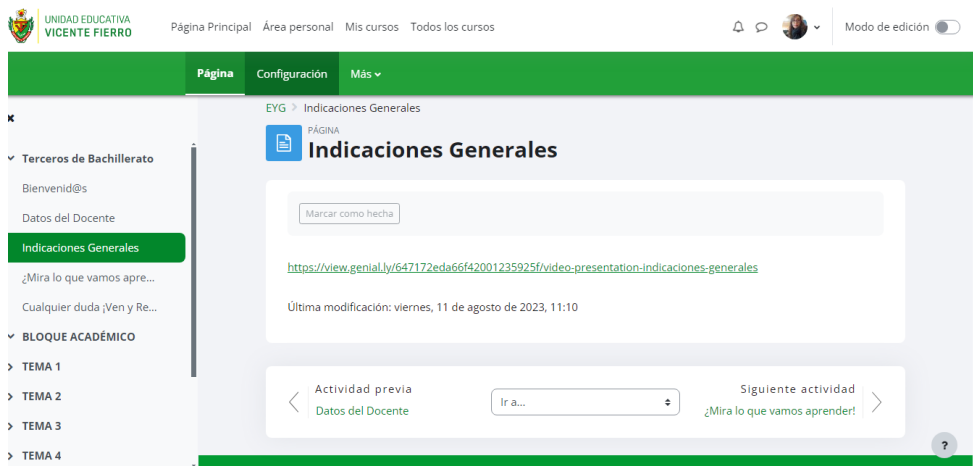 UNIDAD EDUCATIVA
VICENTE FIERRO
Página Principal Área personal Mis cursos Todos los cursos
Modo de edición
Página Configuración Más
Terceros de Bachillerato
Bienvenid@s
Datos del Docente
Indicaciones Generales
¿Mira lo que vamos apre...
Cualquier duda ¡Ven y Re...
BLOQUE ACADÉMICO
TEMA 1
TEMA 2
TEMA 3
TEMA 4
EYG > Indicaciones Generales
PÁGINA
Indicaciones Generales
Marcar como hecha
https://view.genial.ly/647172eda66f42001235925f/video-presentation-indicaciones-generales
Última modificación: viernes, 11 de agosto de 2023, 11:10
Actividad previa
Datos del Docente
Ir a...
Siguiente actividad
¿Mira lo que vamos aprender!
?